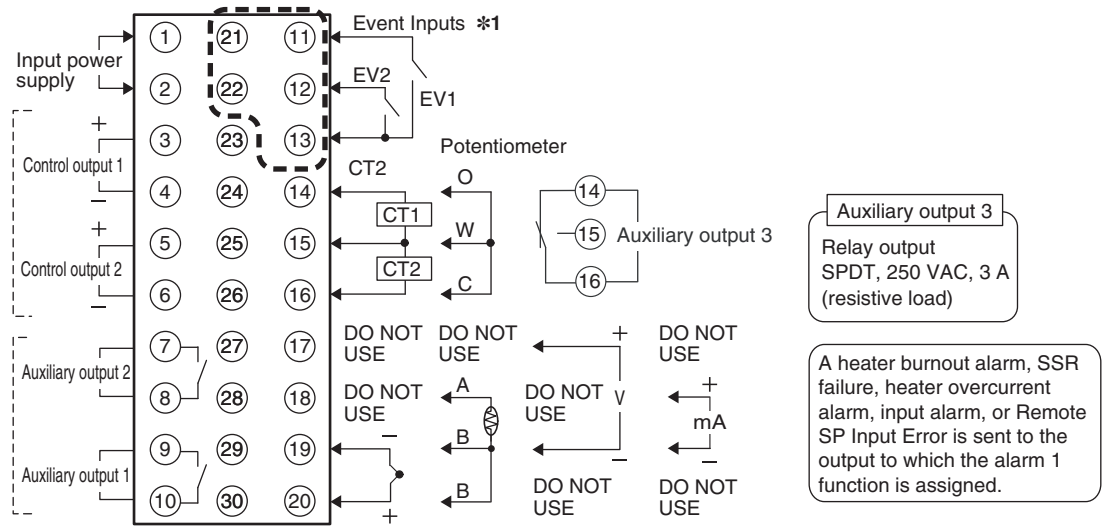 Event Inputs *1
1 21 11
Input power supply
EV2
2 22 12
EV1
+
3 23 13
Control output 1
Potentiometer
CT2
−
4 24 14
O
CT1
14
+
5 25 15
W
15 Auxiliary output 3
Control output 2
CT2
−
6 26 16
C
16
Auxiliary output 3
Relay output
SPDT, 250 VAC, 3 A
(resistive load)
7 27 17
DO NOT USE
DO NOT USE
+
DO NOT USE
Auxiliary output 2
8 28 18
DO NOT USE
A
DO NOT USE
V
+
mA
−
9 29 19
−
B
−
Auxiliary output 1
10 30 20
+
B
DO NOT USE
DO NOT USE
A heater burnout alarm, SSR
failure, heater overcurrent
alarm, input alarm, or Remote
SP Input Error is sent to the
output to which the alarm 1
function is assigned.